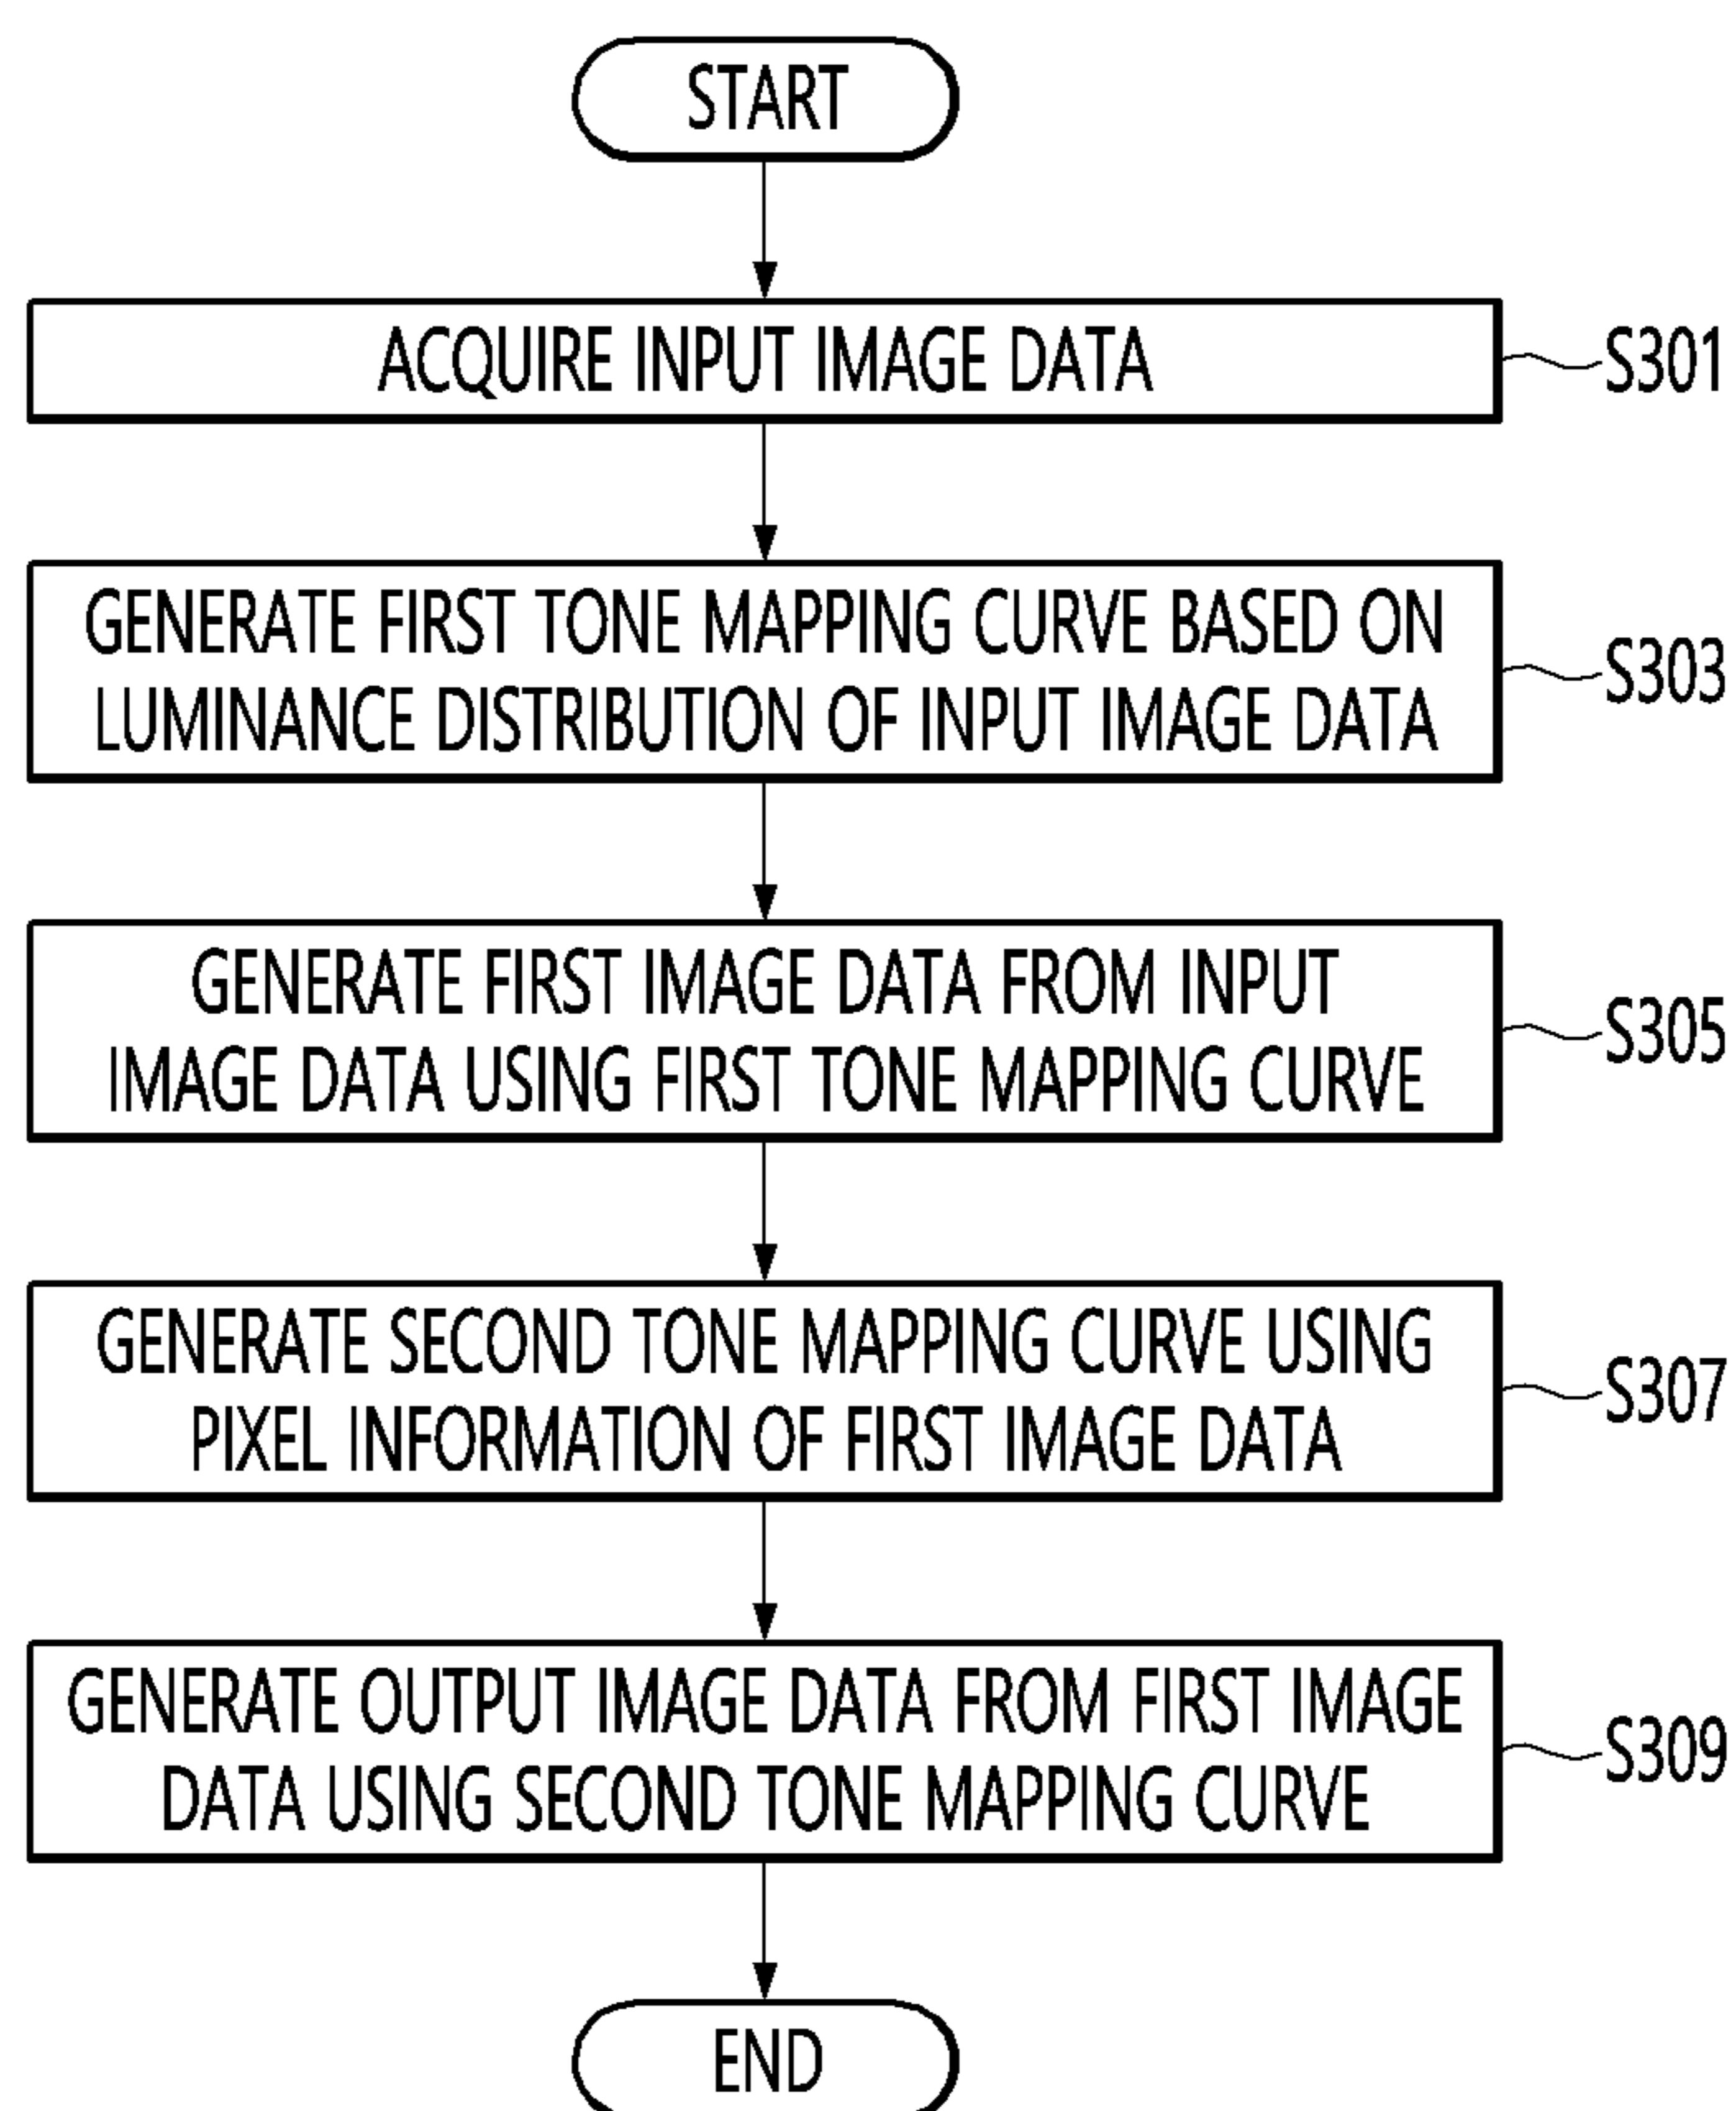 START
ACQUIRE INPUT IMAGE DATA
S301
GENERATE FIRST TONE MAPPING CURVE BASED ON
LUMINANCE DISTRIBUTION OF INPUT IMAGE DATA
S303
GENERATE FIRST IMAGE DATA FROM INPUT
IMAGE DATA USING FIRST TONE MAPPING CURVE
S305
GENERATE SECOND TONE MAPPING CURVE USING
PIXEL INFORMATION OF FIRST IMAGE DATA
S307
GENERATE OUTPUT IMAGE DATA FROM FIRST IMAGE
DATA USING SECOND TONE MAPPING CURVE
S309
END